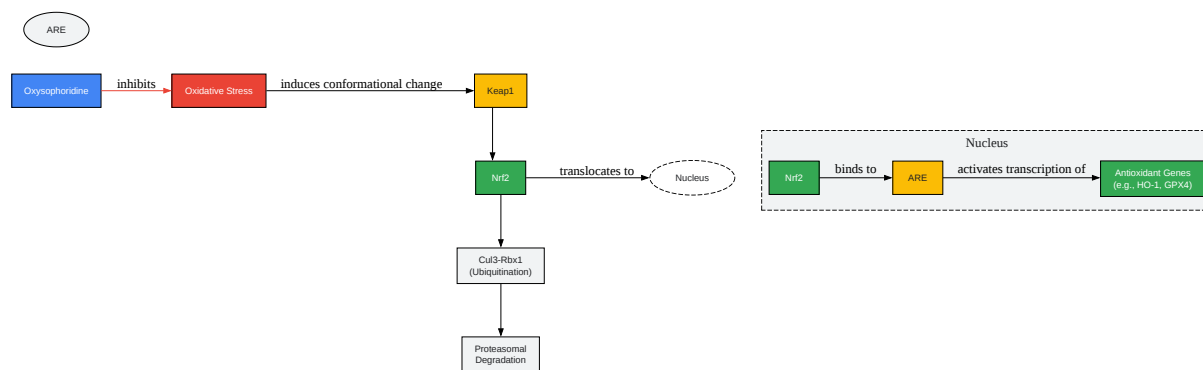 ARE
Oxysophoridine
inhibits
Oxidative Stress
induces conformational change
Keap1
Nucleus
Nrf2
translocates to
Nucleus
Nrf2
binds to
ARE
activates transcription of
Antioxidant Genes
(e.g., HO-1, GPX4)
Cul3-Rbx1
(Ubiquitination)
Proteasomal
Degradation